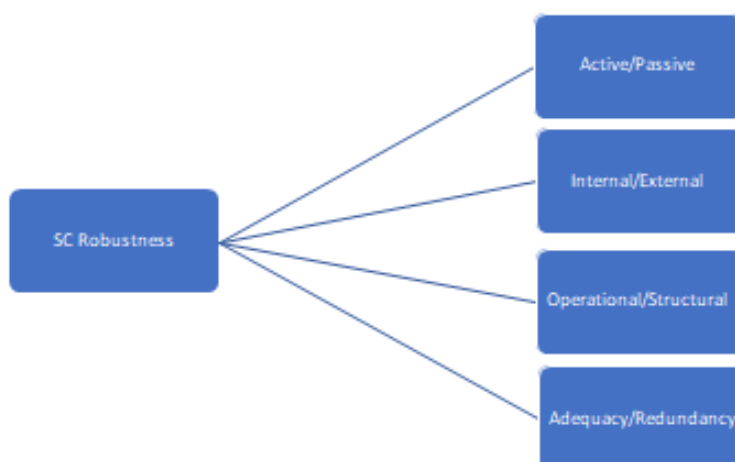 Active/Passive
Internal/External
SC Robustness
Operational/Structural
Adequacy/Redundancy